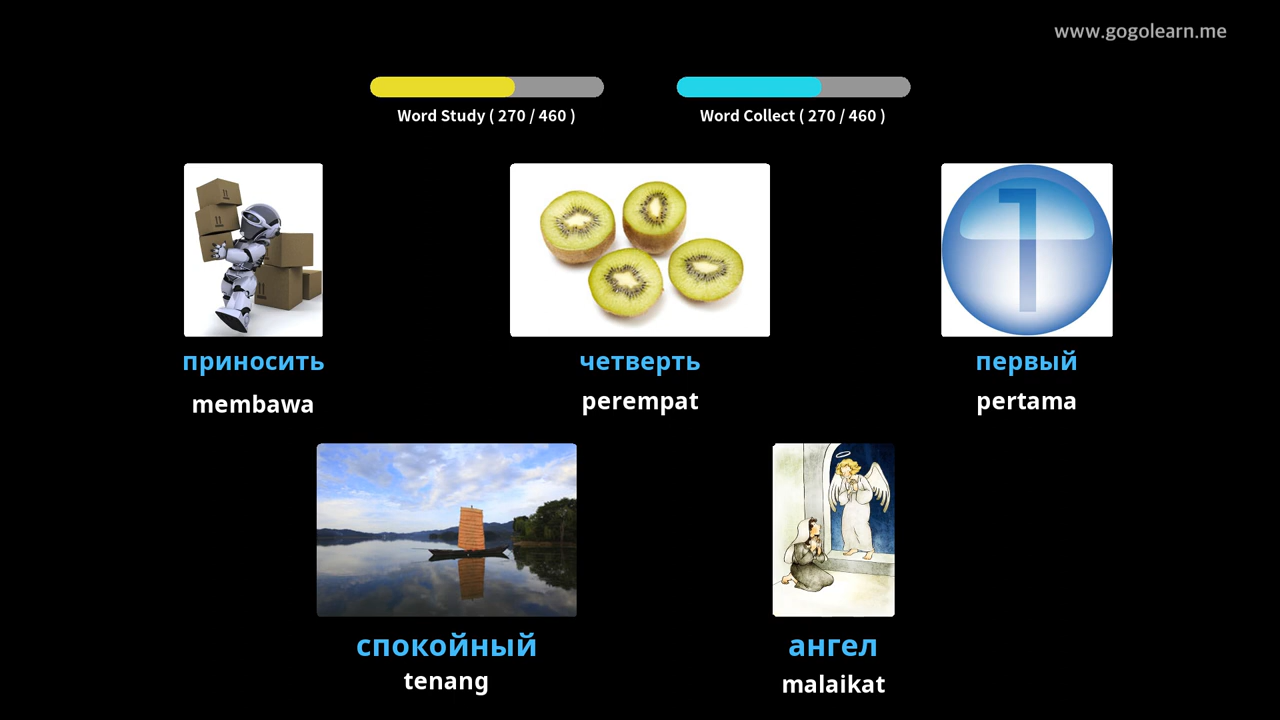 www.gogolearn.me
Word Study ( 270 / 460 )
Word Collect ( 270 / 460 )
приносить
membawa
четверть
perempat
первый
pertama
спокойный
tenang
ангел
malaikat